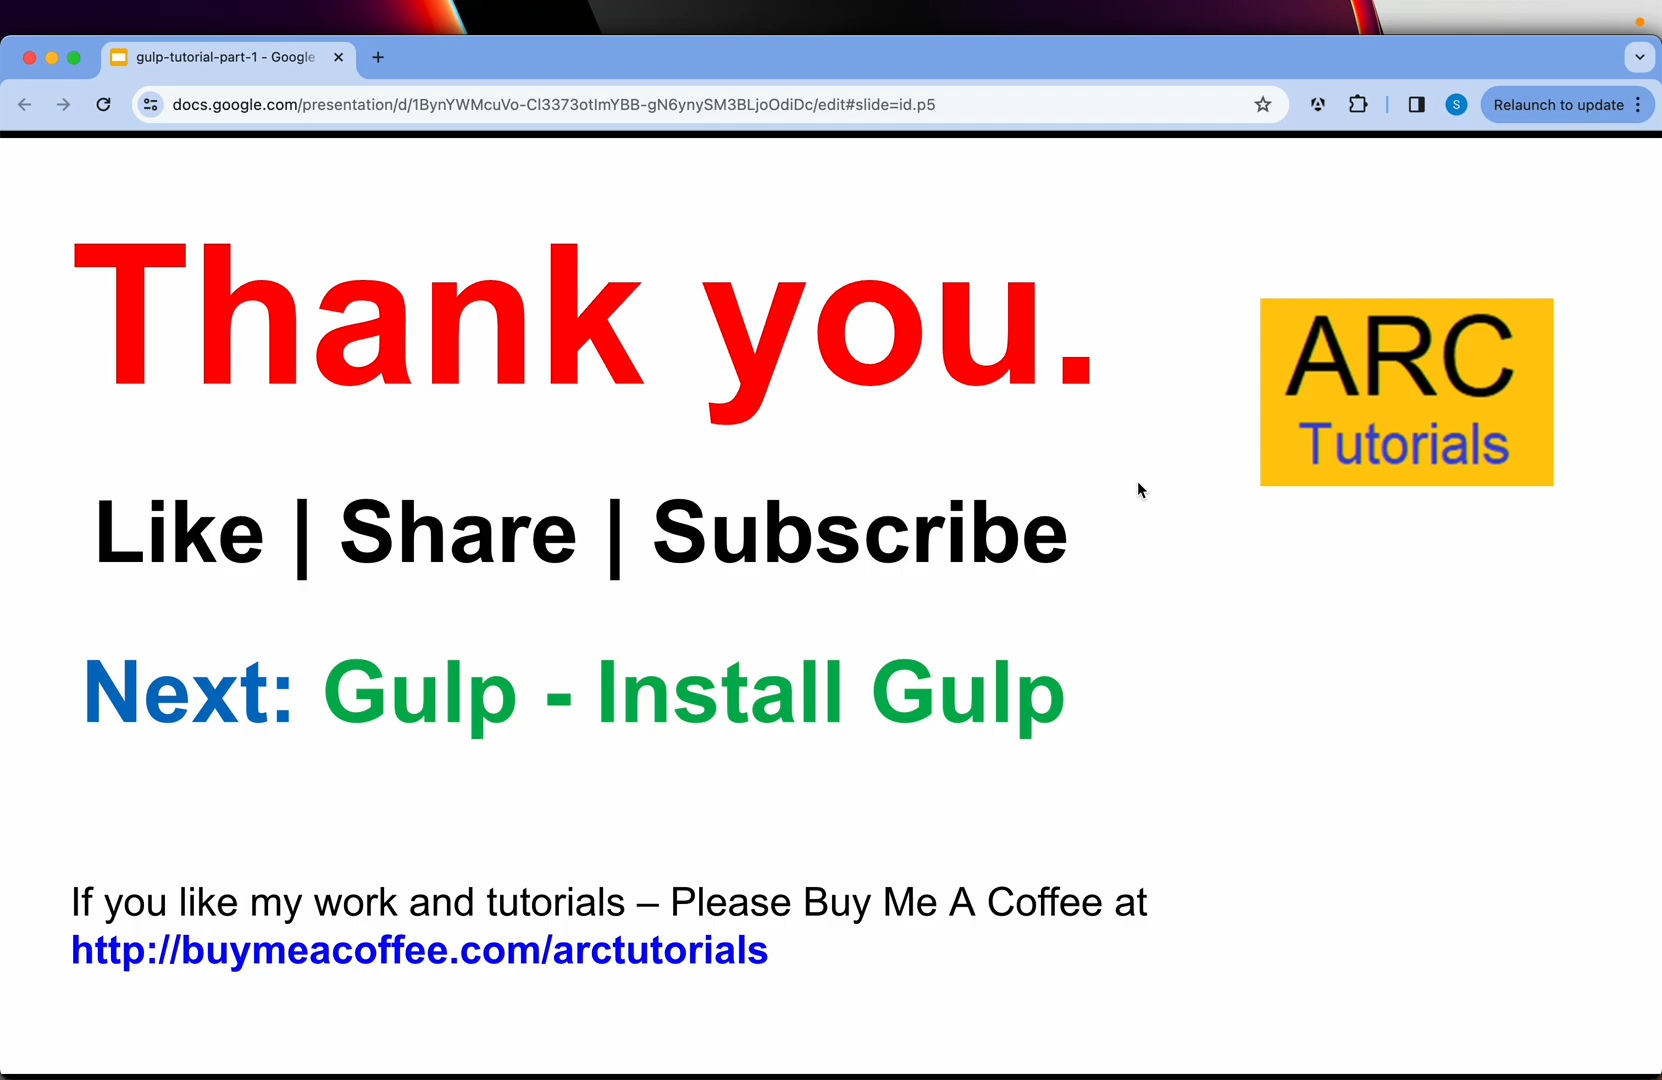 gulp-tutorial-part-1 - Google
docs.google.com/presentation/d/1BynYWMcuVo-Cl3373otlmYBB-gN6ynySM3BLjoOdiDc/edit#slide=id.p5
S
Relaunch to update
Thank you.
ARC
Tutorials
Like | Share | Subscribe
Next: Gulp - Install Gulp
If you like my work and tutorials – Please Buy Me A Coffee at
http://buymeacoffee.com/arctutorials